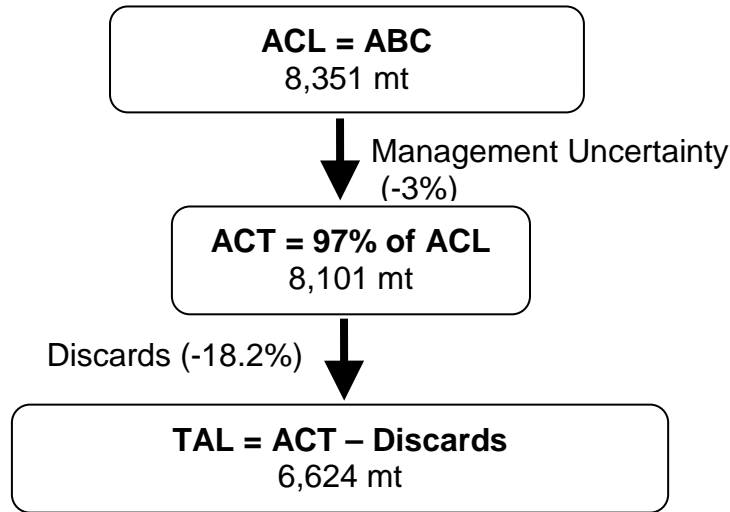 ACL = ABC
8,351 mt
Management Uncertainty
(-3%)
ACT = 97% of ACL
8,101 mt
Discards (-18.2%)
TAL = ACT – Discards
6,624 mt